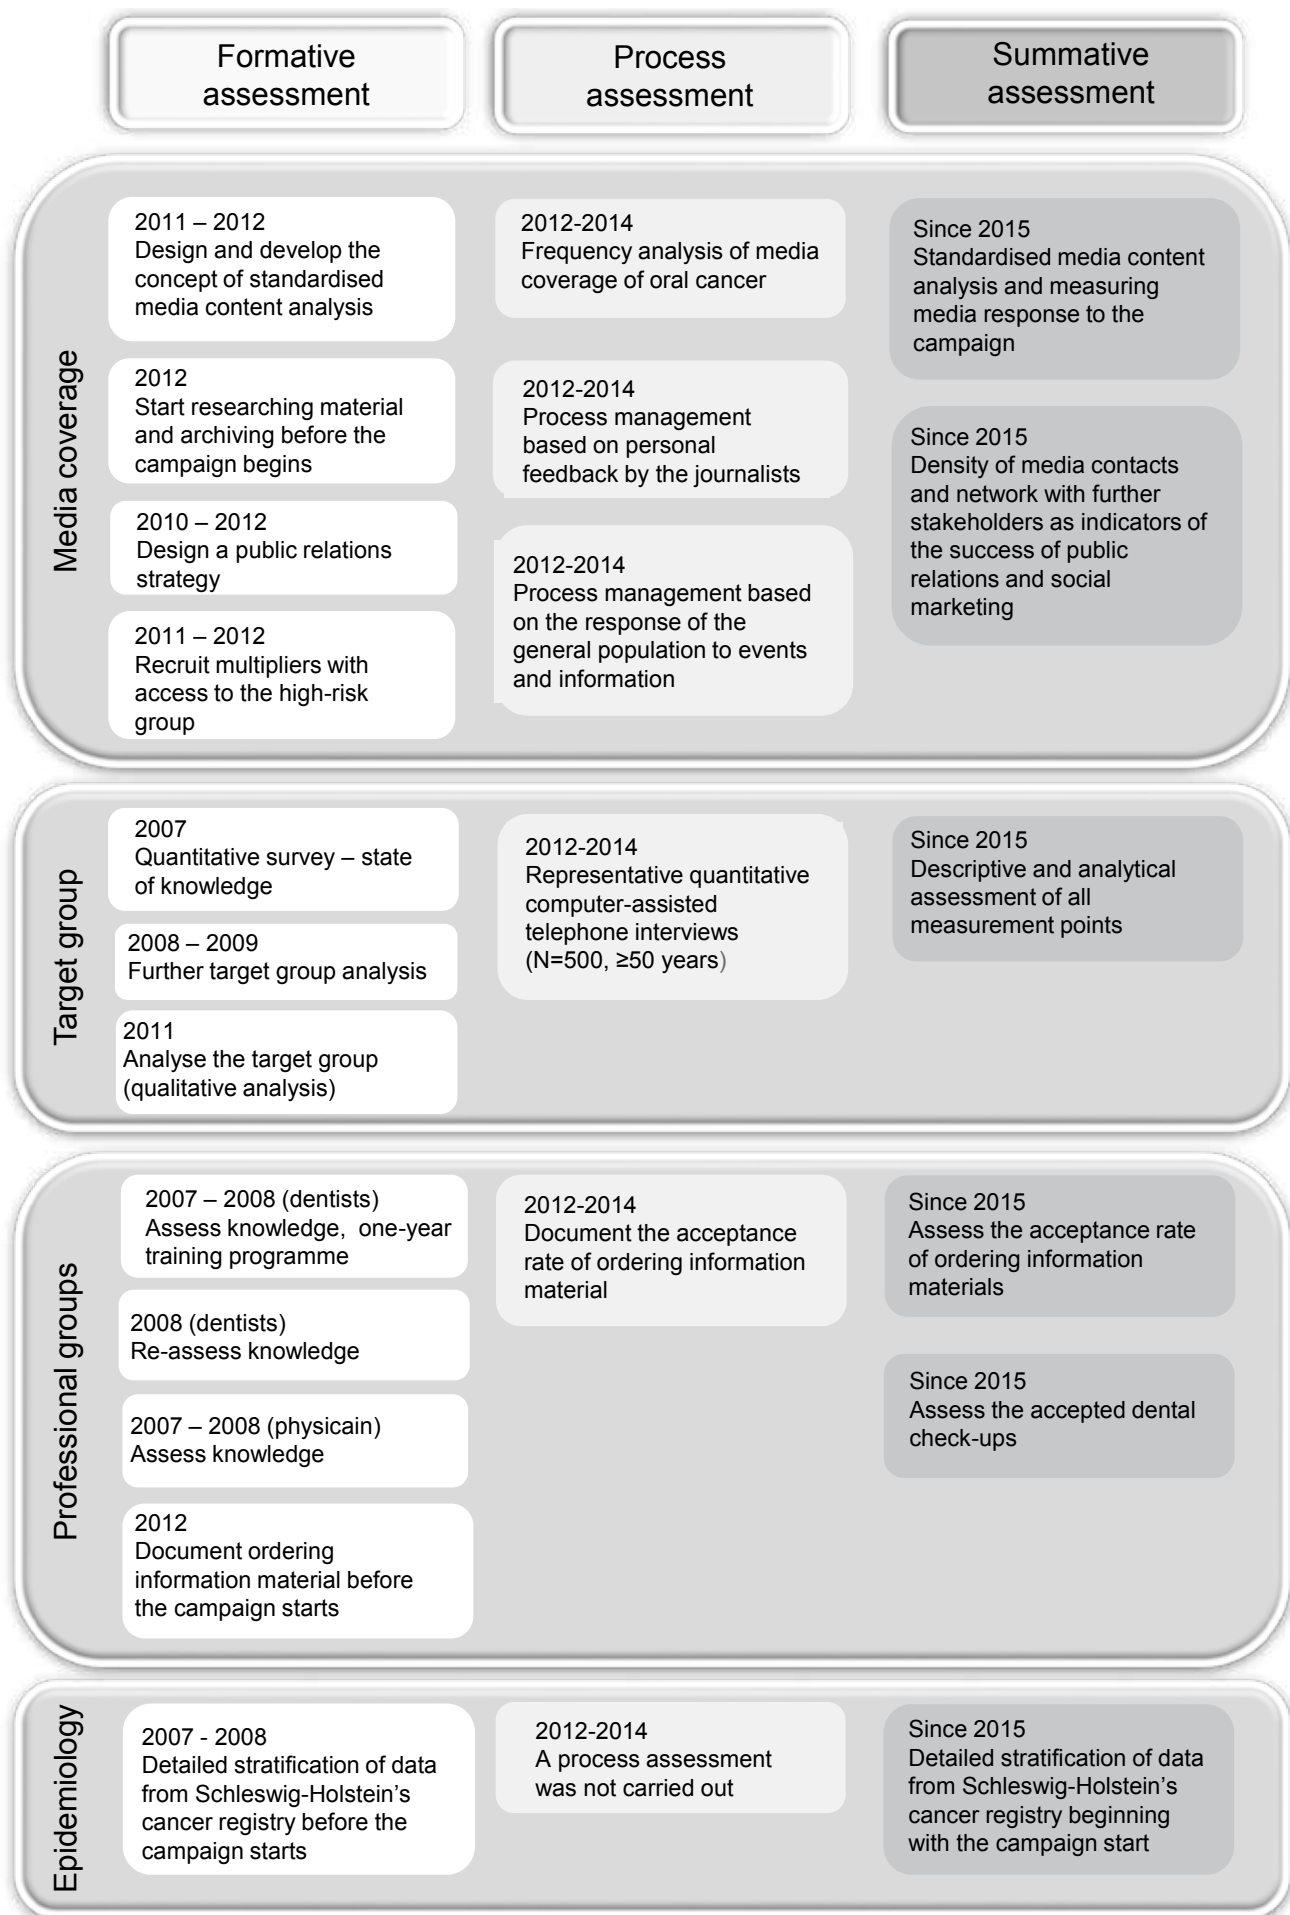 Formative
assessment
Process
assessment
Summative
assessment
Media coverage
2011 – 2012
Design and develop the
concept of standardised
media content analysis
2012
Start researching material
and archiving before the
campaign begins
2010 – 2012
Design a public relations
strategy
2011 – 2012
Recruit multipliers with
access to the high-risk
group
2012-2014
Frequency analysis of media
coverage of oral cancer
2012-2014
Process management
based on personal
feedback by the journalists
2012-2014
Process management based
on the response of the
general population to events
and information
Since 2015
Standardised media content
analysis and measuring
media response to the
campaign
Since 2015
Density of media contacts
and network with further
stakeholders as indicators of
the success of public
relations and social
marketing
Target group
2007
Quantitative survey – state
of knowledge
2008 – 2009
Further target group analysis
2011
Analyse the target group
(qualitative analysis)
2012-2014
Representative quantitative
computer-assisted
telephone interviews
(N=500, ≥50 years)
Since 2015
Descriptive and analytical
assessment of all
measurement points
Professional groups
2007 – 2008 (dentists)
Assess knowledge, one-year
training programme
2008 (dentists)
Re-assess knowledge
2007 – 2008 (physicain)
Assess knowledge
2012
Document ordering
information material before
the campaign starts
2012-2014
Document the acceptance
rate of ordering information
material
Since 2015
Assess the acceptance rate
of ordering information
materials
Since 2015
Assess the accepted dental
check-ups
Epidemiology
2007 - 2008
Detailed stratification of data
from Schleswig-Holstein’s
cancer registry before the
campaign starts
2012-2014
A process assessment
was not carried out
Since 2015
Detailed stratification of data
from Schleswig-Holstein’s
cancer registry beginning
with the campaign start